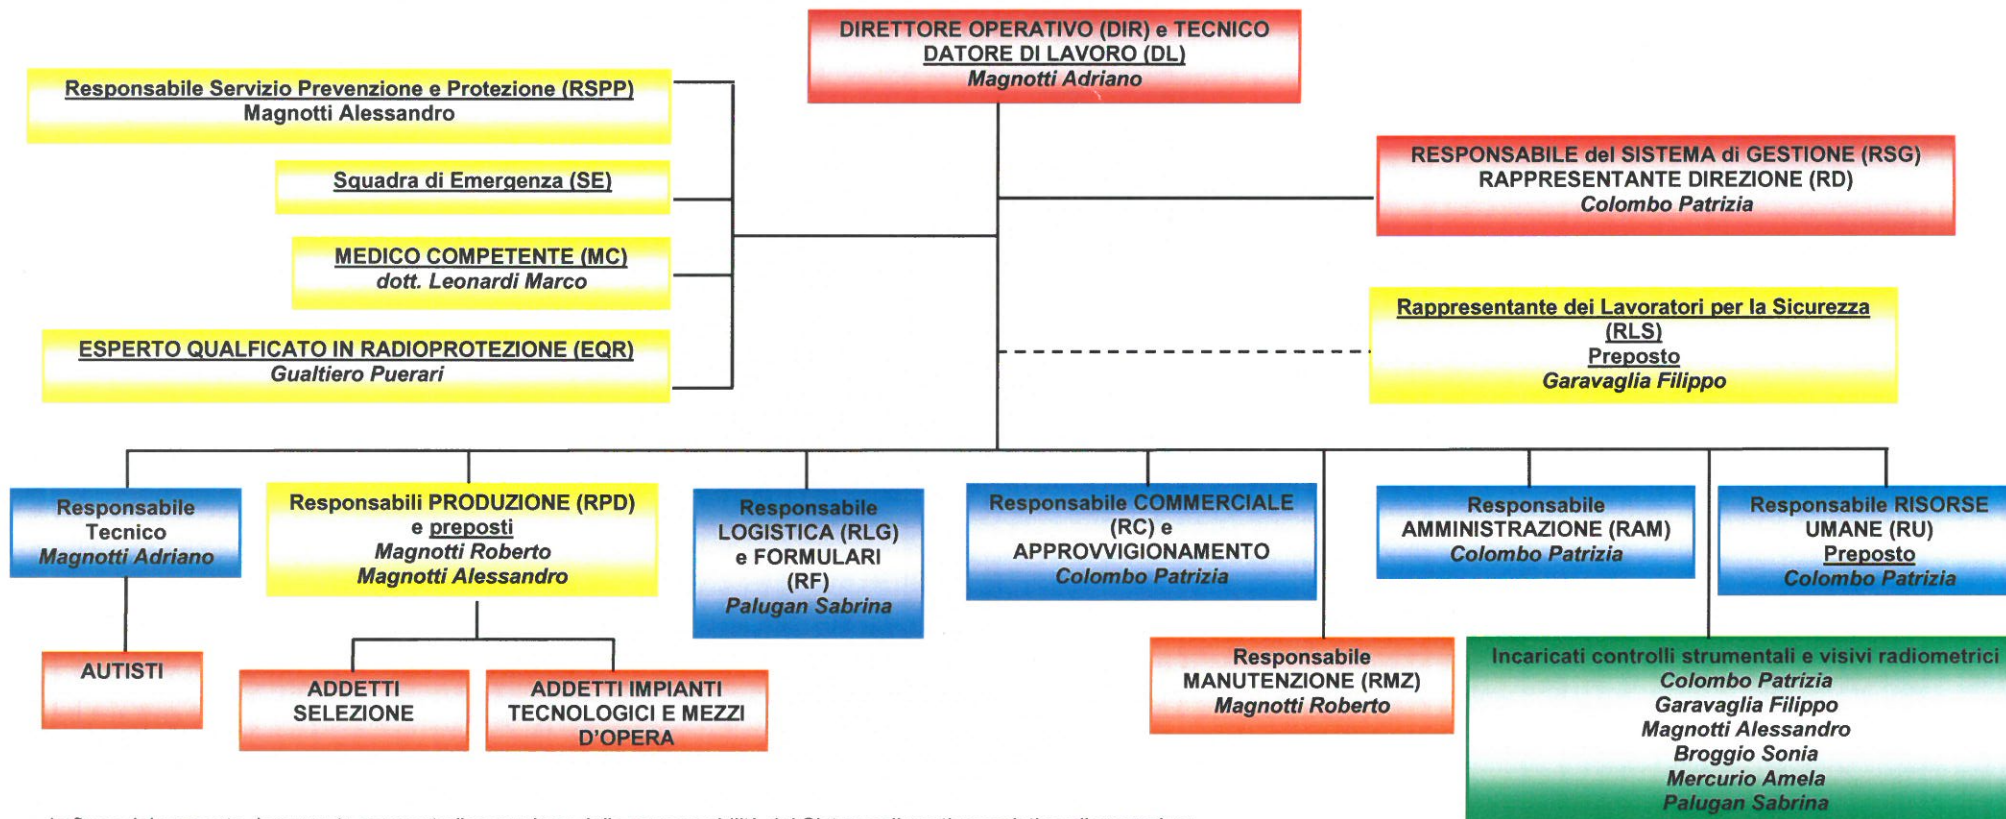 DIRETTORE OPERATIVO (DIR) e TECNICO
DATORE DI LAVORO (DL)
Magnotti Adriano
Responsabile Servizio Prevenzione e Protezione (RSPP)
Magnotti Alessandro
Squadra di Emergenza (SE)
MEDICO COMPETENTE (MC)
dott. Leonardi Marco
ESPERTO QUALFICATO IN RADIOPROTEZIONE (EQR)
Gualtiero Puerari
RESPONSABILE del SISTEMA di GESTIONE (RSG)
RAPPRESENTANTE DIREZIONE (RD)
Colombo Patrizia
Rappresentante dei Lavoratori per la Sicurezza
(RLS)
Preposto
Garavaglia Filippo
Responsabile
Tecnico
Magnotti Adriano
Responsabili PRODUZIONE (RPD)
e preposti
Magnotti Roberto
Magnotti Alessandro
Responsabile
LOGISTICA (RLG)
e FORMULARI
(RF)
Palugan Sabrina
Responsabile COMMERCIALE
(RC) e
APPROVVIGIONAMENTO
Colombo Patrizia
Responsabile
AMMINISTRAZIONE (RAM)
Colombo Patrizia
Responsabile RISORSE
UMANE (RU)
Preposto
Colombo Patrizia
AUTISTI
ADDETTI
SELEZIONE
ADDETTI IMPIANTI
TECNOLOGICI E MEZZI
D'OPERA
Responsabile
MANUTENZIONE (RMZ)
Magnotti Roberto
Incaricati controlli strumentali e visivi radiometrici
Colombo Patrizia
Garavaglia Filippo
Magnotti Alessandro
Broggio Sonia
Mercurio Amela
Palugan Sabrina